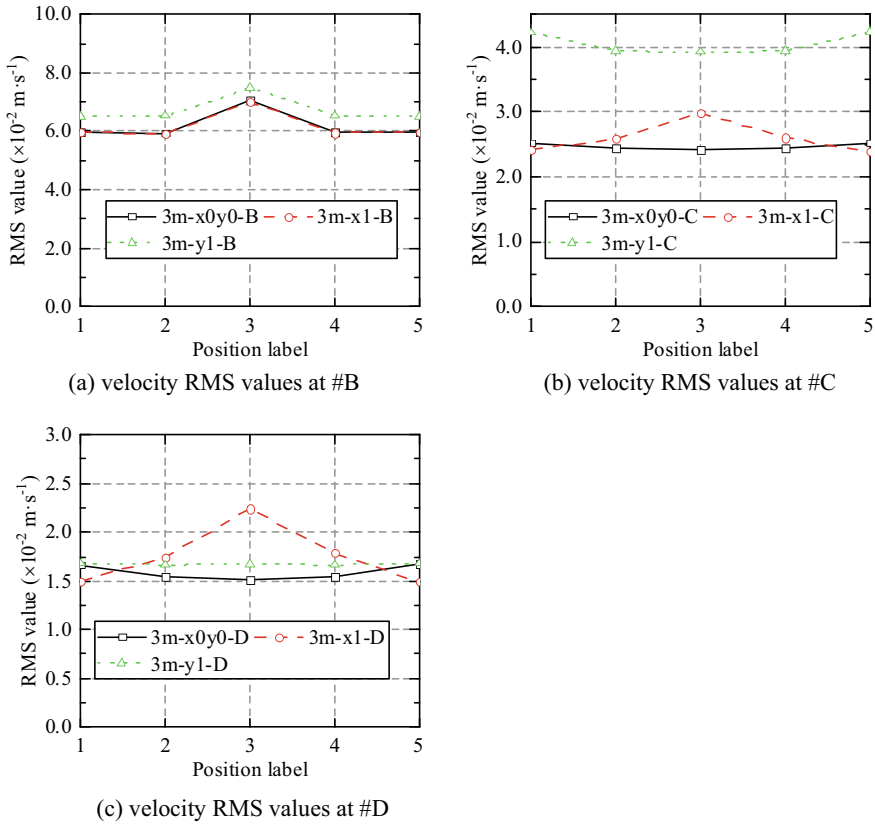 10.0
8.0
6.0
4.0
2.0
0.0
RMS value (×10⁻² m·s⁻¹)
3m-x0y0-B
3m-x1-B
3m-y1-B
1 2 3 4 5
Position label
(a) velocity RMS values at #B
4.0
3.0
2.0
1.0
0.0
RMS value (×10⁻² m·s⁻¹)
3m-x0y0-C
3m-x1-C
3m-y1-C
1 2 3 4 5
Position label
(b) velocity RMS values at #C
3.0
2.5
2.0
1.5
1.0
0.5
0.0
RMS value (×10⁻² m·s⁻¹)
3m-x0y0-D
3m-x1-D
3m-y1-D
1 2 3 4 5
Position label
(c) velocity RMS values at #D